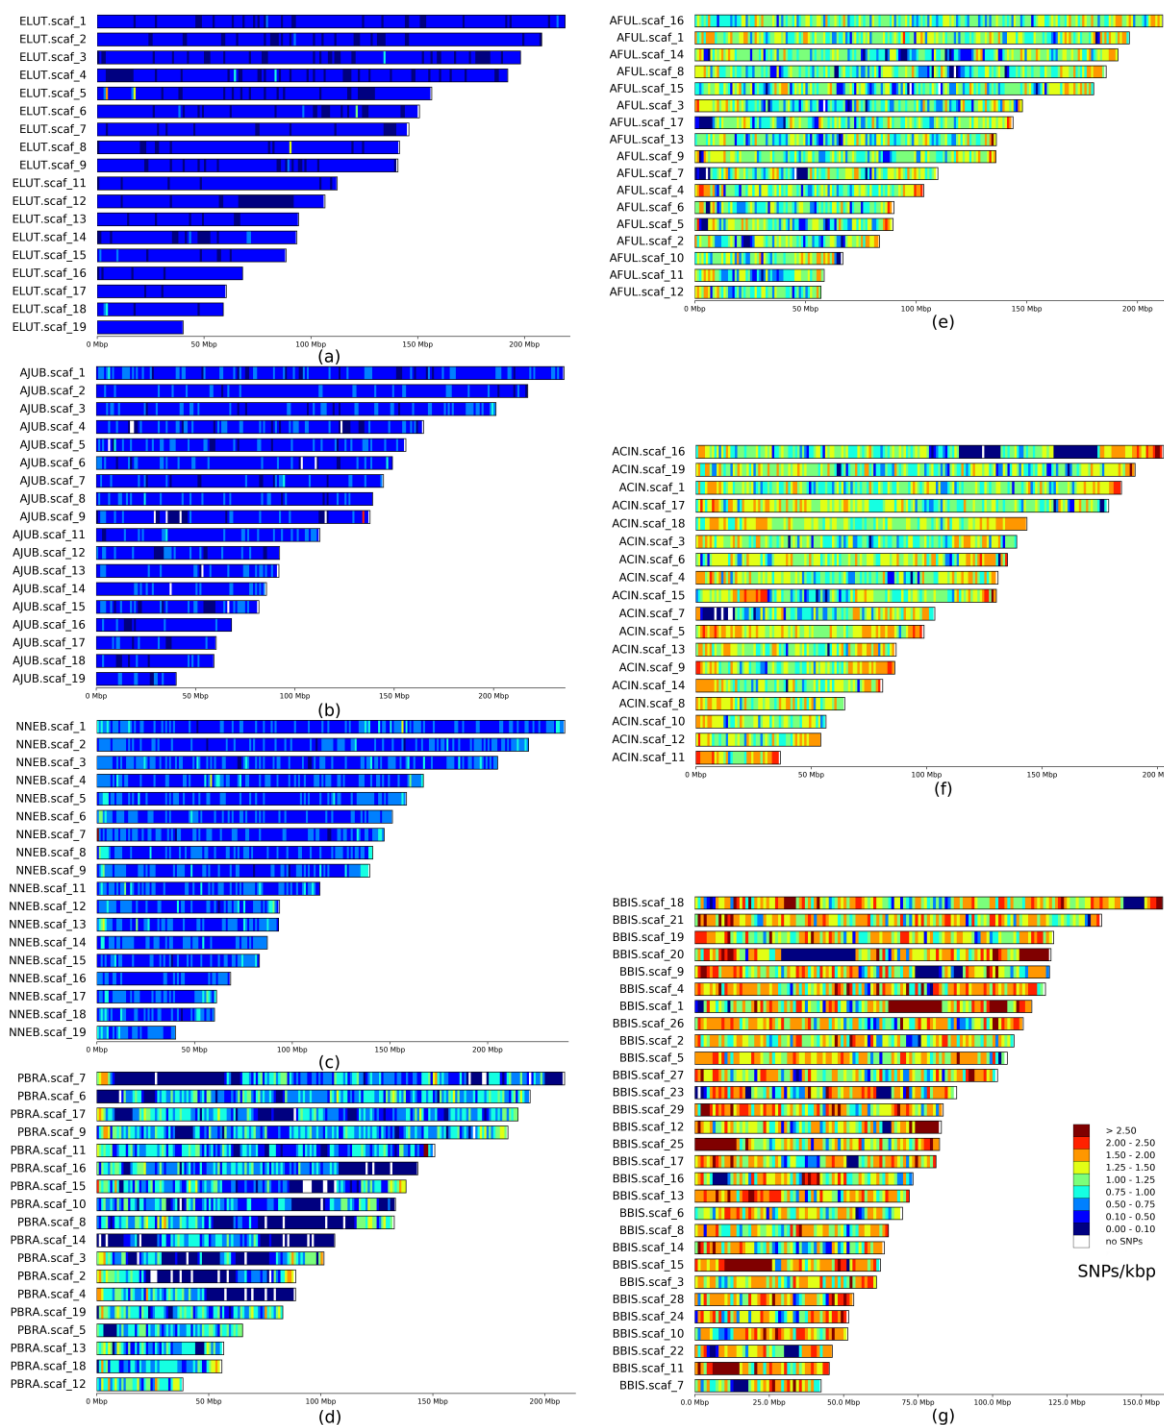 ELUT.scaf_1
ELUT.scaf_2
ELUT.scaf_3
ELUT.scaf_4
ELUT.scaf_5
ELUT.scaf_6
ELUT.scaf_7
ELUT.scaf_8
ELUT.scaf_9
ELUT.scaf_11
ELUT.scaf_12
ELUT.scaf_13
ELUT.scaf_14
ELUT.scaf_15
ELUT.scaf_16
ELUT.scaf_17
ELUT.scaf_18
ELUT.scaf_19
0 Mbp 50 Mbp 100 Mbp 150 Mbp 200 Mbp
(a)
AJUB.scaf_1
AJUB.scaf_2
AJUB.scaf_3
AJUB.scaf_4
AJUB.scaf_5
AJUB.scaf_6
AJUB.scaf_7
AJUB.scaf_8
AJUB.scaf_9
AJUB.scaf_11
AJUB.scaf_12
AJUB.scaf_13
AJUB.scaf_14
AJUB.scaf_15
AJUB.scaf_16
AJUB.scaf_17
AJUB.scaf_18
AJUB.scaf_19
0 Mbp 50 Mbp 100 Mbp 150 Mbp 200 Mbp
(b)
NNEB.scaf_1
NNEB.scaf_2
NNEB.scaf_3
NNEB.scaf_4
NNEB.scaf_5
NNEB.scaf_6
NNEB.scaf_7
NNEB.scaf_8
NNEB.scaf_9
NNEB.scaf_11
NNEB.scaf_12
NNEB.scaf_13
NNEB.scaf_14
NNEB.scaf_15
NNEB.scaf_16
NNEB.scaf_17
NNEB.scaf_18
NNEB.scaf_19
0 Mbp 50 Mbp 100 Mbp 150 Mbp 200 Mbp
(c)
PBRA.scaf_7
PBRA.scaf_6
PBRA.scaf_17
PBRA.scaf_9
PBRA.scaf_11
PBRA.scaf_16
PBRA.scaf_15
PBRA.scaf_10
PBRA.scaf_8
PBRA.scaf_14
PBRA.scaf_3
PBRA.scaf_2
PBRA.scaf_4
PBRA.scaf_19
PBRA.scaf_5
PBRA.scaf_13
PBRA.scaf_18
PBRA.scaf_12
0 Mbp 50 Mbp 100 Mbp 150 Mbp 200 Mbp
(d)
AFUL.scaf_16
AFUL.scaf_1
AFUL.scaf_14
AFUL.scaf_8
AFUL.scaf_15
AFUL.scaf_3
AFUL.scaf_17
AFUL.scaf_13
AFUL.scaf_9
AFUL.scaf_7
AFUL.scaf_4
AFUL.scaf_6
AFUL.scaf_5
AFUL.scaf_2
AFUL.scaf_10
AFUL.scaf_11
AFUL.scaf_12
0 Mbp 50 Mbp 100 Mbp 150 Mbp 200 Mbp
(e)
ACIN.scaf_16
ACIN.scaf_19
ACIN.scaf_1
ACIN.scaf_17
ACIN.scaf_18
ACIN.scaf_3
ACIN.scaf_6
ACIN.scaf_4
ACIN.scaf_15
ACIN.scaf_7
ACIN.scaf_5
ACIN.scaf_13
ACIN.scaf_9
ACIN.scaf_14
ACIN.scaf_8
ACIN.scaf_10
ACIN.scaf_12
ACIN.scaf_11
0 Mbp 50 Mbp 100 Mbp 150 Mbp 200 Mbp
(f)
BBIS.scaf_18
BBIS.scaf_21
BBIS.scaf_19
BBIS.scaf_20
BBIS.scaf_9
BBIS.scaf_4
BBIS.scaf_1
BBIS.scaf_26
BBIS.scaf_2
BBIS.scaf_5
BBIS.scaf_27
BBIS.scaf_23
BBIS.scaf_29
BBIS.scaf_12
BBIS.scaf_25
BBIS.scaf_17
BBIS.scaf_16
BBIS.scaf_13
BBIS.scaf_6
BBIS.scaf_8
BBIS.scaf_14
BBIS.scaf_15
BBIS.scaf_3
BBIS.scaf_28
BBIS.scaf_24
BBIS.scaf_10
BBIS.scaf_22
BBIS.scaf_11
BBIS.scaf_7
0.0 Mbp 25.0 Mbp 50.0 Mbp 75.0 Mbp 100.0 Mbp 125.0 Mbp 150.0 Mbp
(g)
> 2.50
2.00 - 2.50
1.50 - 2.00
1.25 - 1.50
1.00 - 1.25
0.75 - 1.00
0.50 - 0.75
0.10 - 0.50
0.00 - 0.10
no SNPs
SNPs/kbp